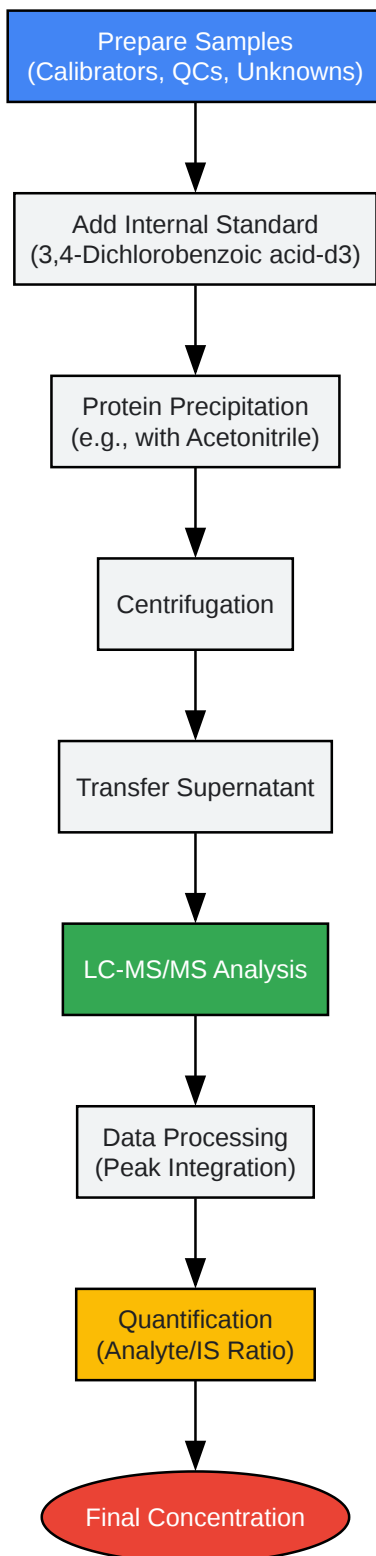 Prepare Samples
(Calibrators, QCs, Unknowns)
Add Internal Standard
(3,4-Dichlorobenzoic acid-d3)
Protein Precipitation
(e.g., with Acetonitrile)
Centrifugation
Transfer Supernatant
LC-MS/MS Analysis
Data Processing
(Peak Integration)
Quantification
(Analyte/IS Ratio)
Final Concentration